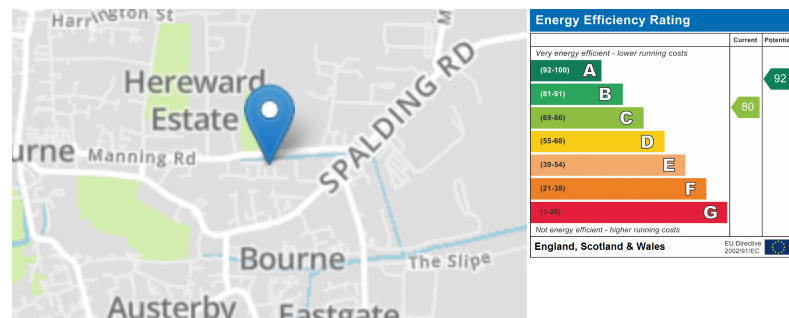 Harrington St
Hereward
Estate
urne
Manning Rd
SPALDING RD
M
Bourne
The Slipe
Austerby
Eastgate
Energy Efficiency Rating
Current
Potentia
Very energy efficient - lower running costs
(92-100) A
(81-91) B
(69-80) C
(55-68) D
(39-54) E
(21-38) F
(1-20) G
80
92
Not energy efficient - higher running costs
England, Scotland & Wales
EU Directive
2002/91/EC